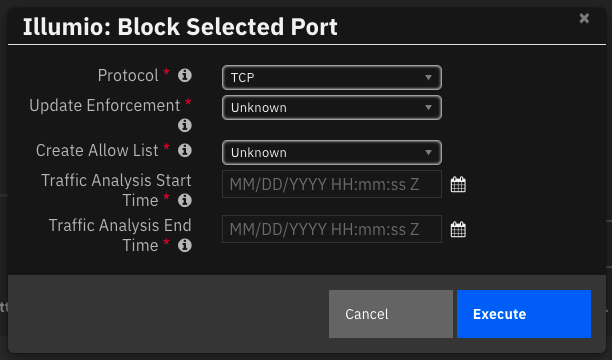 Illumio: Block Selected Port
Protocol *
TCP
Update Enforcement *
Unknown
Create Allow List *
Unknown
Traffic Analysis Start
Time *
MM/DD/YYYY HH:mm:ss Z
Traffic Analysis End
Time *
MM/DD/YYYY HH:mm:ss Z
Cancel
Execute